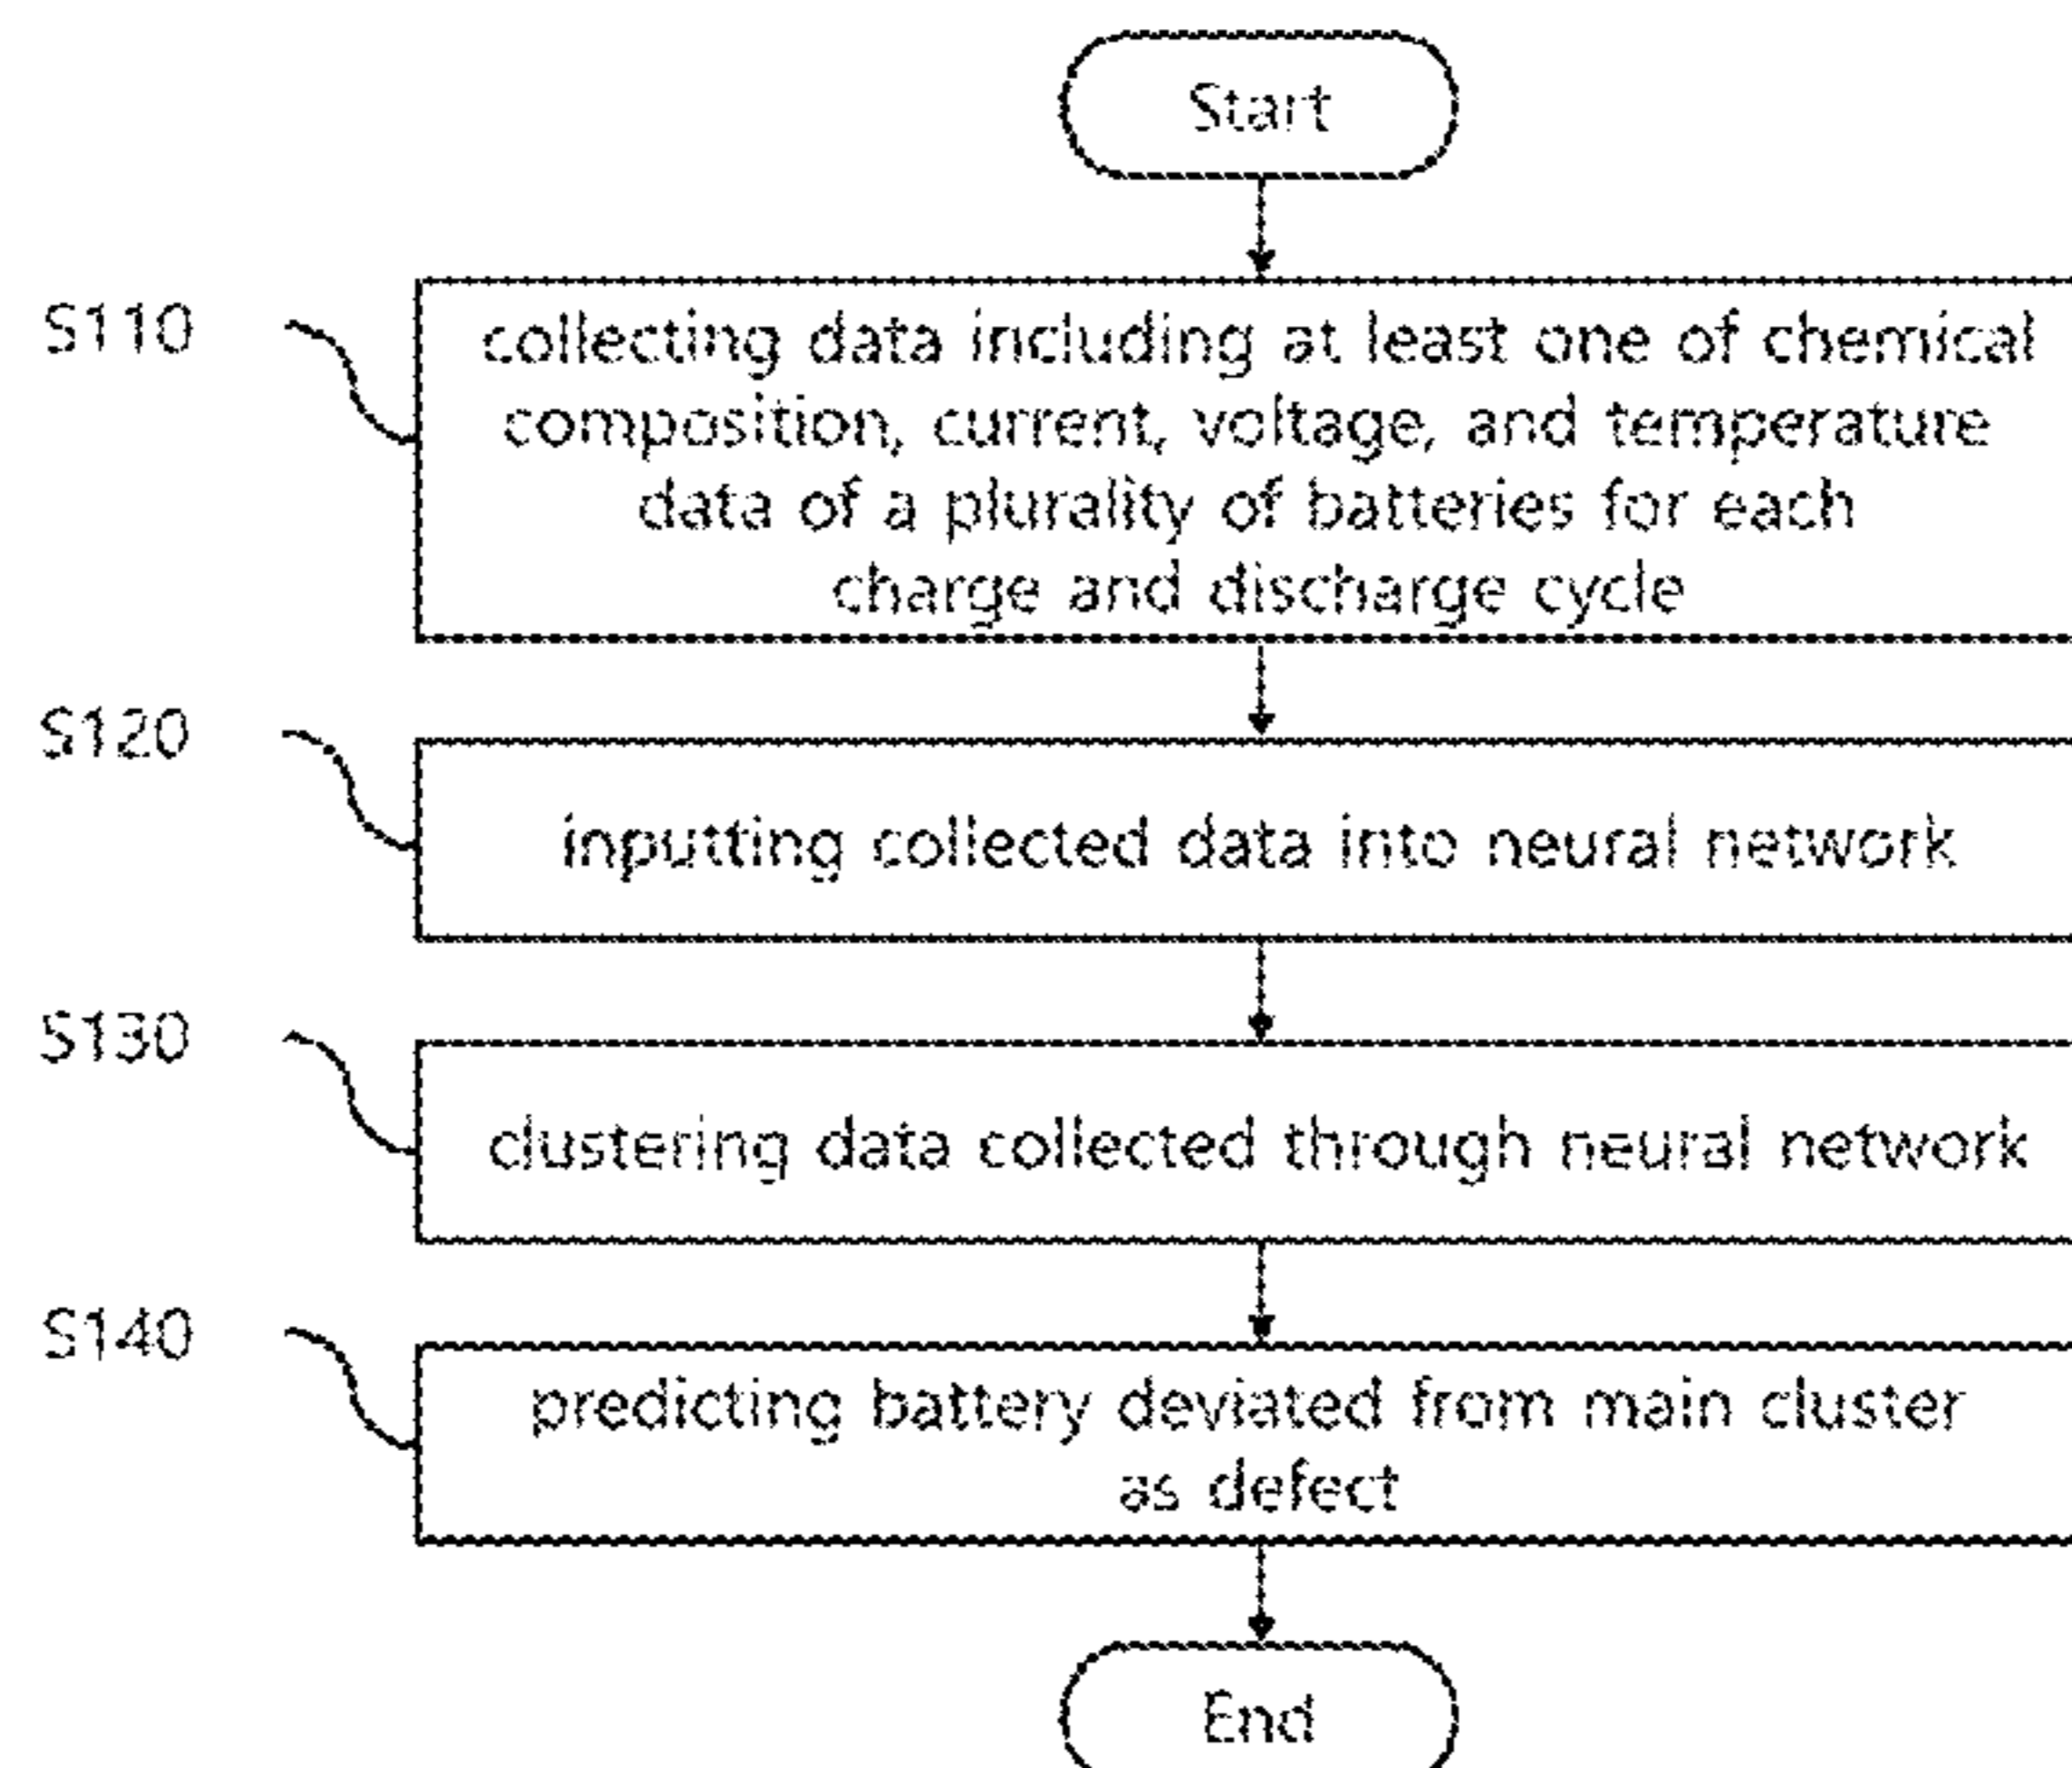 Start
S110
collecting data including at least one of chemical
composition, current, voltage, and temperature
data of a plurality of batteries for each
charge and discharge cycle
S120
inputting collected data into neural network
S130
clustering data collected through neural network
S140
predicting battery deviated from main cluster
as defect
End